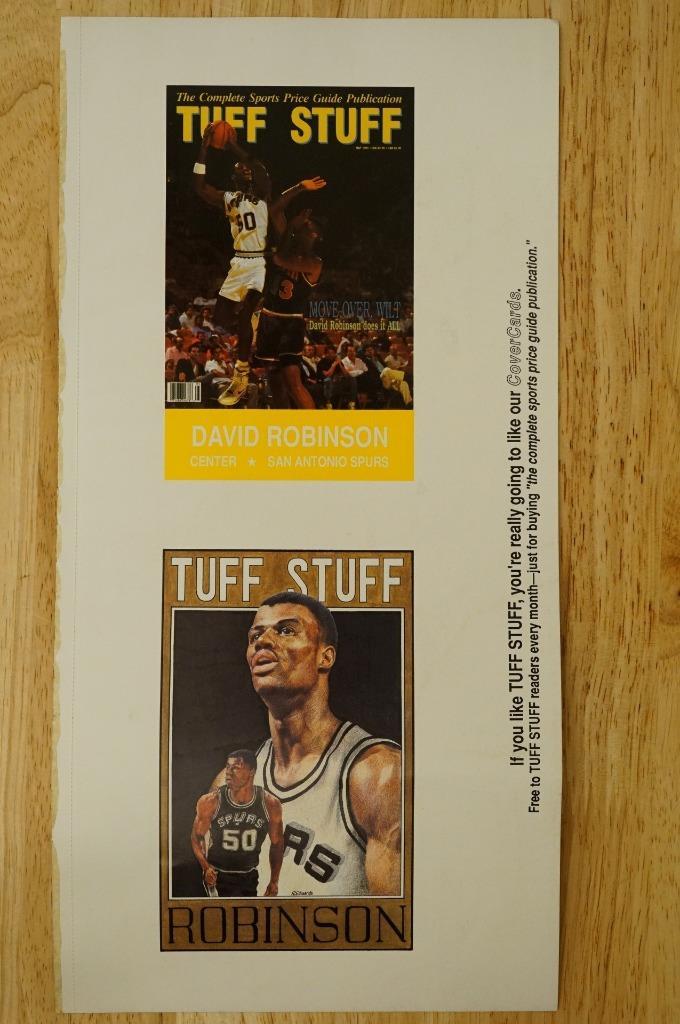 The Complete Sports Price Guide Publication
TUFF STUFF
50
3
MOVE OVER, WILT
David Robinson does it ALL
DAVID ROBINSON
CENTER ★ SAN ANTONIO SPURS
TUFF STUFF
SPURS
50
RS
ROBINSON
If you like TUFF STUFF, you're really going to like our CoverCards.
Free to TUFF STUFF readers every month—just for buying "the complete sports price guide publication."